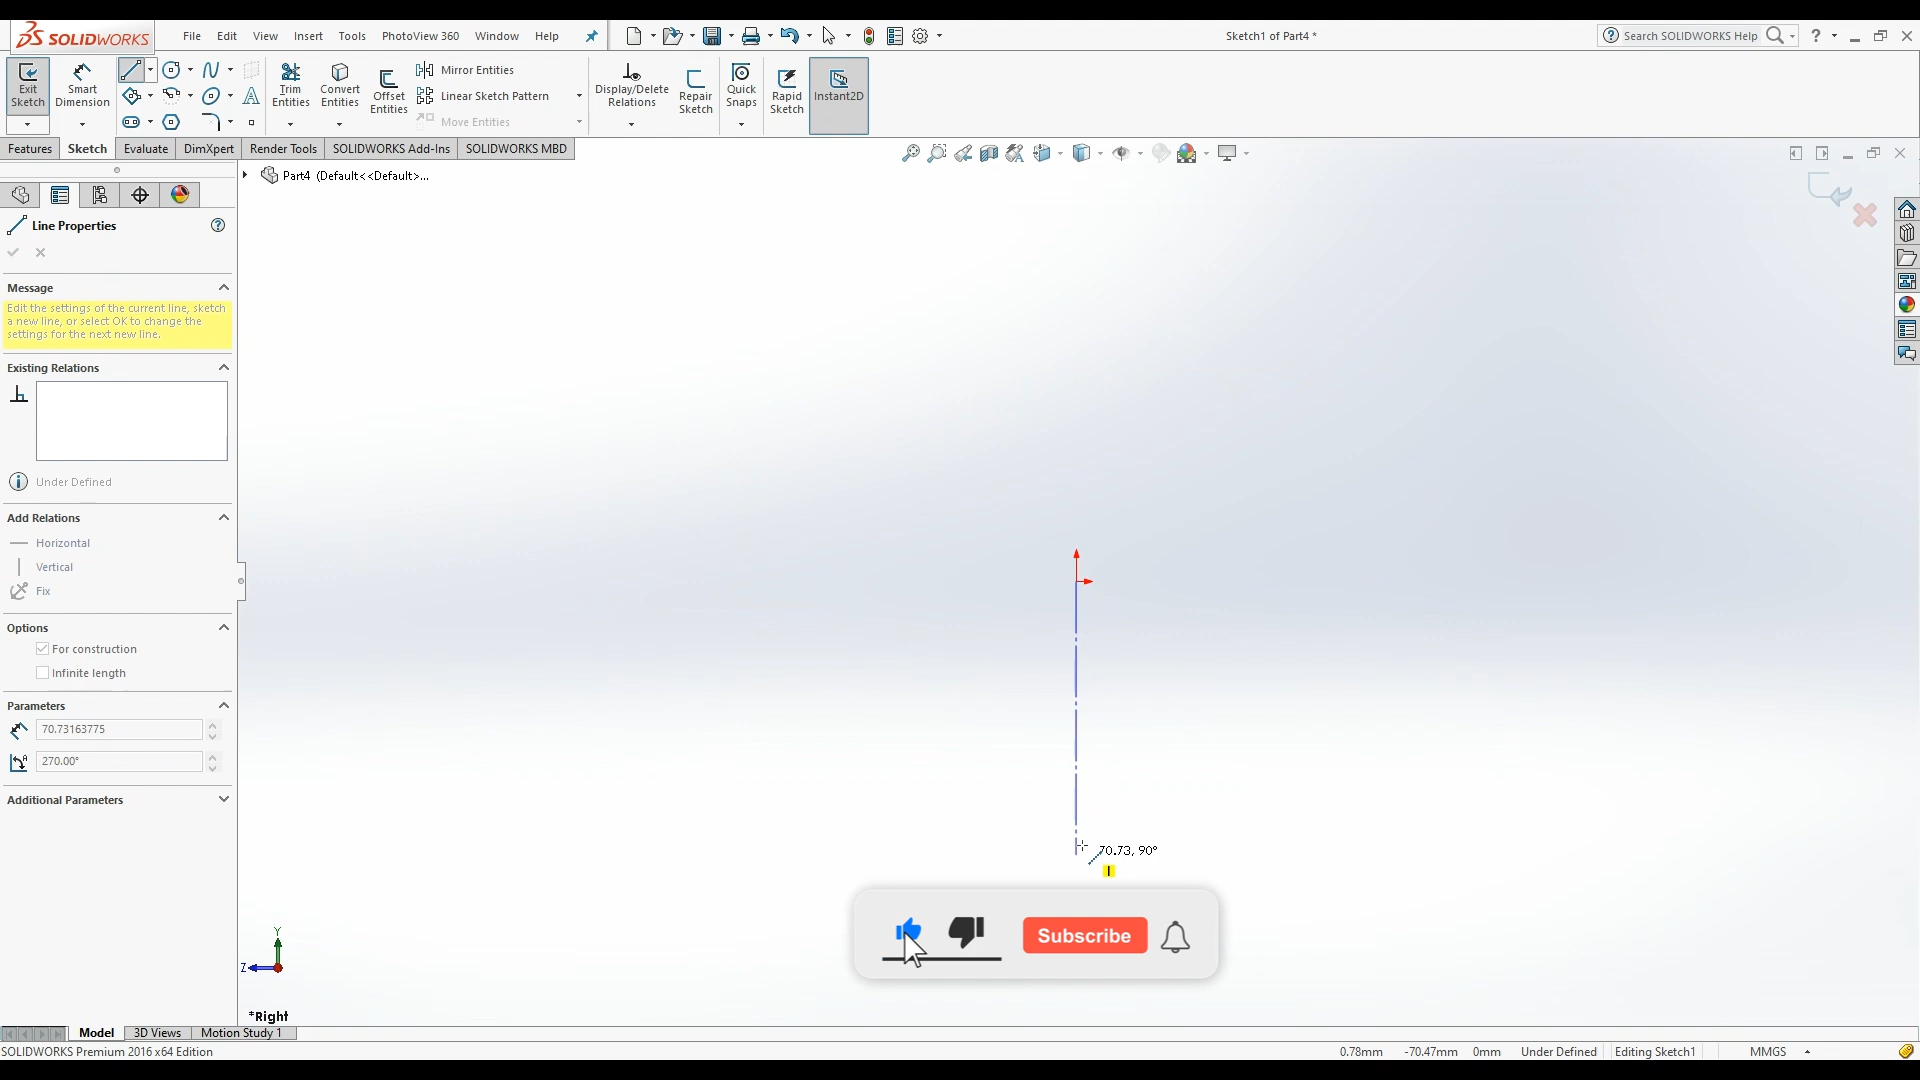 SOLIDWORKS
File Edit View Insert Tools PhotoView 360 Window Help
Sketch1 of Part4 *
Search SOLIDWORKS Help
?
Exit Sketch
Smart Dimension
Trim Entities
Convert Entities
Offset Entities
Mirror Entities
Linear Sketch Pattern
Move Entities
Display/Delete Relations
Repair Sketch
Quick Snaps
Rapid Sketch
Instant2D
Features Sketch Evaluate DimXpert Render Tools SOLIDWORKS Add-Ins SOLIDWORKS MBD
Part4 (Default<<Default>...
Line Properties
Message
Edit the settings of the current line, sketch
a new line, or select OK to change the
settings for the next new line.
Existing Relations
Under Defined
Add Relations
Horizontal
Vertical
Fix
Options
For construction
Infinite length
Parameters
70.73163775
270.00°
Additional Parameters
70.73, 90°
Subscribe
Y
Z
*Right
Model 3D Views Motion Study 1
SOLIDWORKS Premium 2016 x64 Edition
0.78mm -70.47mm 0mm Under Defined Editing Sketch1 MMGS